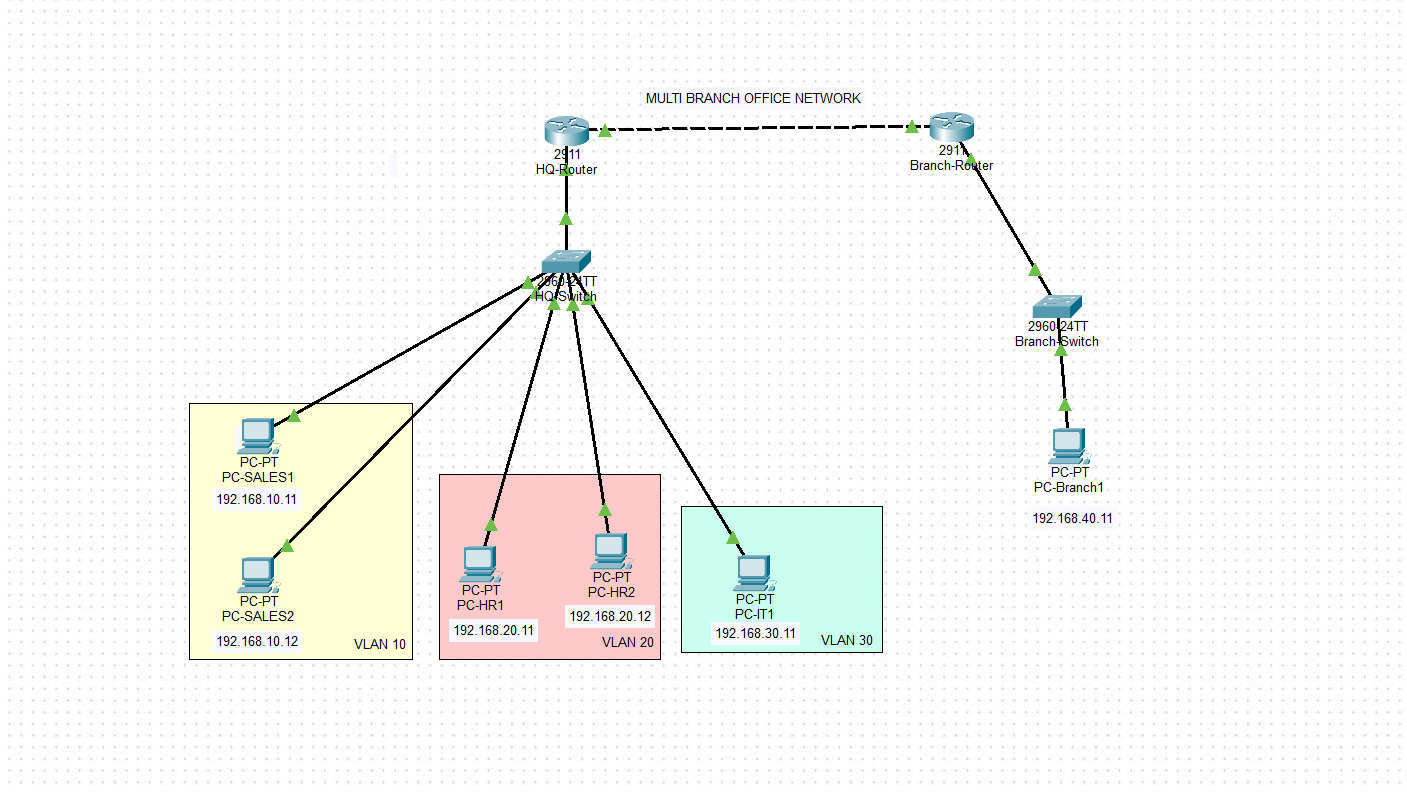 MULTI BRANCH OFFICE NETWORK
2911
HQ-Router
2911
Branch-Router
2960-24TT
HQ-Switch
2960-24TT
Branch-Switch
PC-PT
PC-SALES1
192.168.10.11
PC-PT
PC-SALES2
192.168.10.12
VLAN 10
PC-PT
PC-HR1
192.168.20.11
PC-PT
PC-HR2
192.168.20.12
VLAN 20
PC-PT
PC-IT1
192.168.30.11
VLAN 30
PC-PT
PC-Branch1
192.168.40.11